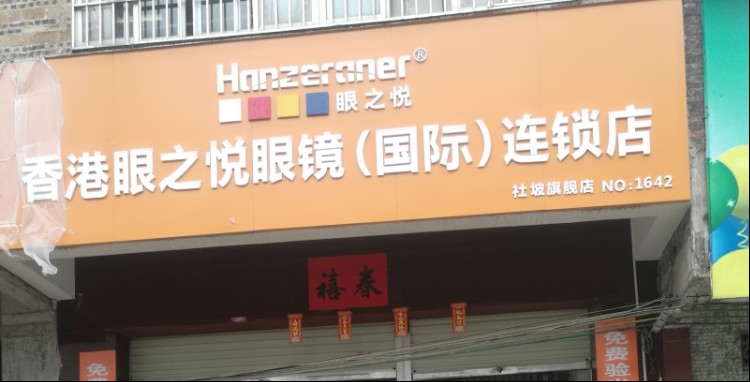 Hanzeraner®
眼之悦
香港眼之悦眼镜(国际)连锁店
社坡旗舰店 NO:1642
春禧
免
免费验